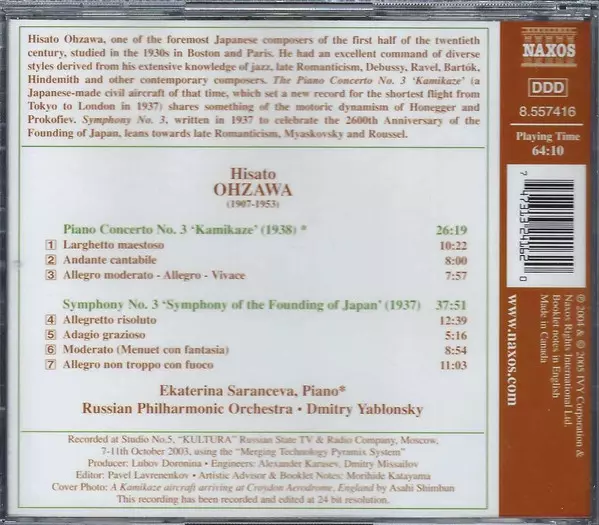 Hisato Ohzawa, one of the foremost Japanese composers of the first half of the twentieth
century, studied in the 1930s in Boston and Paris. He had an excellent command of diverse
styles derived from his extensive knowledge of jazz, late Romanticism, Debussy, Ravel, Bartók,
Hindemith and other contemporary composers. The Piano Concerto No. 3 ‘Kamikaze’ (a
Japanese-made civil aircraft of that time, which set a new record for the shortest flight from
Tokyo to London in 1937) shares something of the motoric dynamism of Honegger and
Prokofiev. Symphony No. 3, written in 1937 to celebrate the 2600th Anniversary of the
Founding of Japan, leans towards late Romanticism, Myaskovsky and Roussel.
Hisato
OHZAWA
(1907-1953)
Piano Concerto No. 3 ‘Kamikaze’ (1938) * 26:19
1 Larghetto maestoso 10:22
2 Andante cantabile 8:00
3 Allegro moderato - Allegro - Vivace 7:57
Symphony No. 3 ‘Symphony of the Founding of Japan’ (1937) 37:51
4 Allegretto risoluto 12:39
5 Adagio grazioso 5:16
6 Moderato (Menuet con fantasia) 8:54
7 Allegro non troppo con fuoco 11:03
Ekaterina Saranceva, Piano*
Russian Philharmonic Orchestra • Dmitry Yablonsky
Recorded at Studio No.5, “KULTURA” Russian State TV & Radio Company, Moscow,
7-11th October 2003, using the “Merging Technology Pyramix System”
Producer: Lubov Doronina • Engineers: Alexander Karasev, Dmitry Missailov
Editor: Pavel Lavrenenkov • Artistic Advisor & Booklet Notes: Morihide Katayama
Cover Photo: A Kamikaze aircraft arriving at Croydon Aerodrome, England by Asahi Shimbun
This recording has been recorded and edited at 24 bit resolution.
NAXOS
DDD
8.557416
Playing Time
64:10
7 47313 24162 0
www.naxos.com
℗ 2004 & © 2005 IVY Corporation &
Naxos Rights International Ltd.
Booklet notes in English
Made in Canada